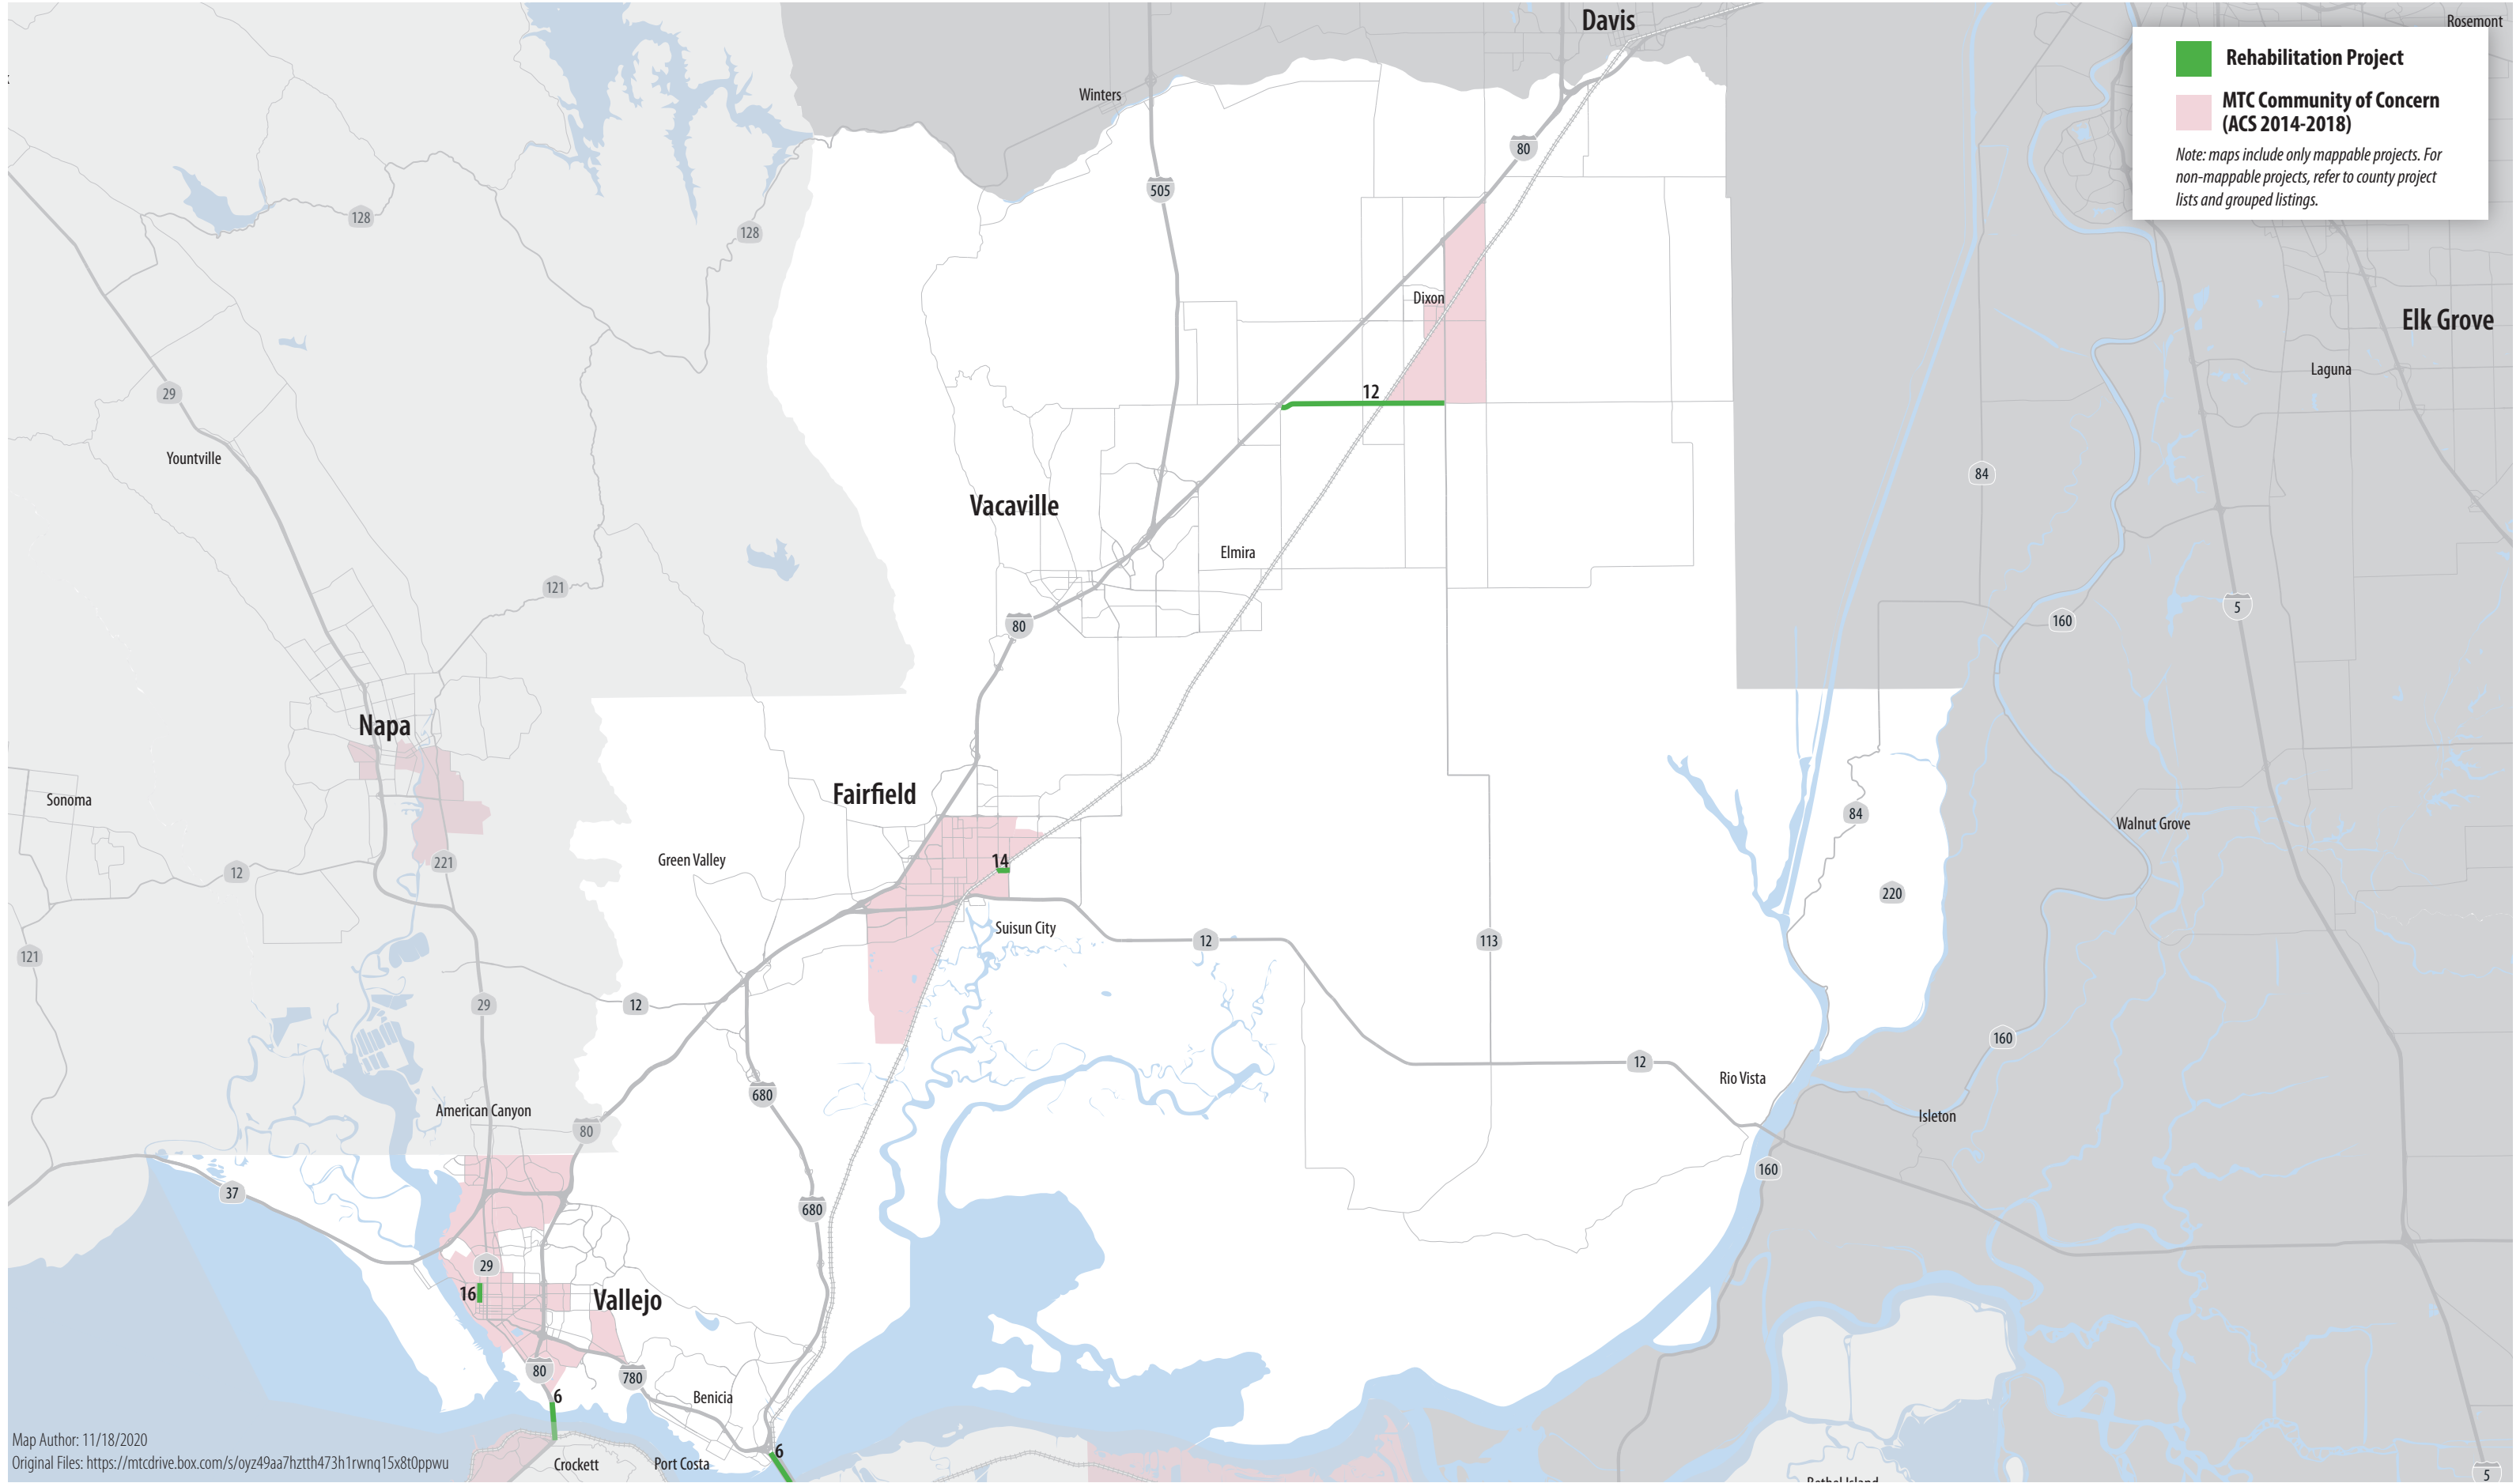 Davis
Rosemont
Rehabilitation Project
MTC Community of Concern
(ACS 2014-2018)
Note: maps include only mappable projects. For
non-mappable projects, refer to county project
lists and grouped listings.
Winters
80
505
128
128
Dixon
Elk Grove
Laguna
12
29
Yountville
84
Vacaville
Elmira
121
80
5
160
Napa
Sonoma
Fairfield
84
Walnut Grove
Green Valley
14
221
12
220
Suisun City
12
113
121
29
12
160
12
Rio Vista
680
American Canyon
Isleton
80
160
37
680
29
16
Vallejo
80
780
6
Benicia
Map Author: 11/18/2020
6
Original Files: https://mtcdrive.box.com/s/oyz49aa7hztth473h1rwnq15x8t0ppwu
Crockett
Port Costa
5